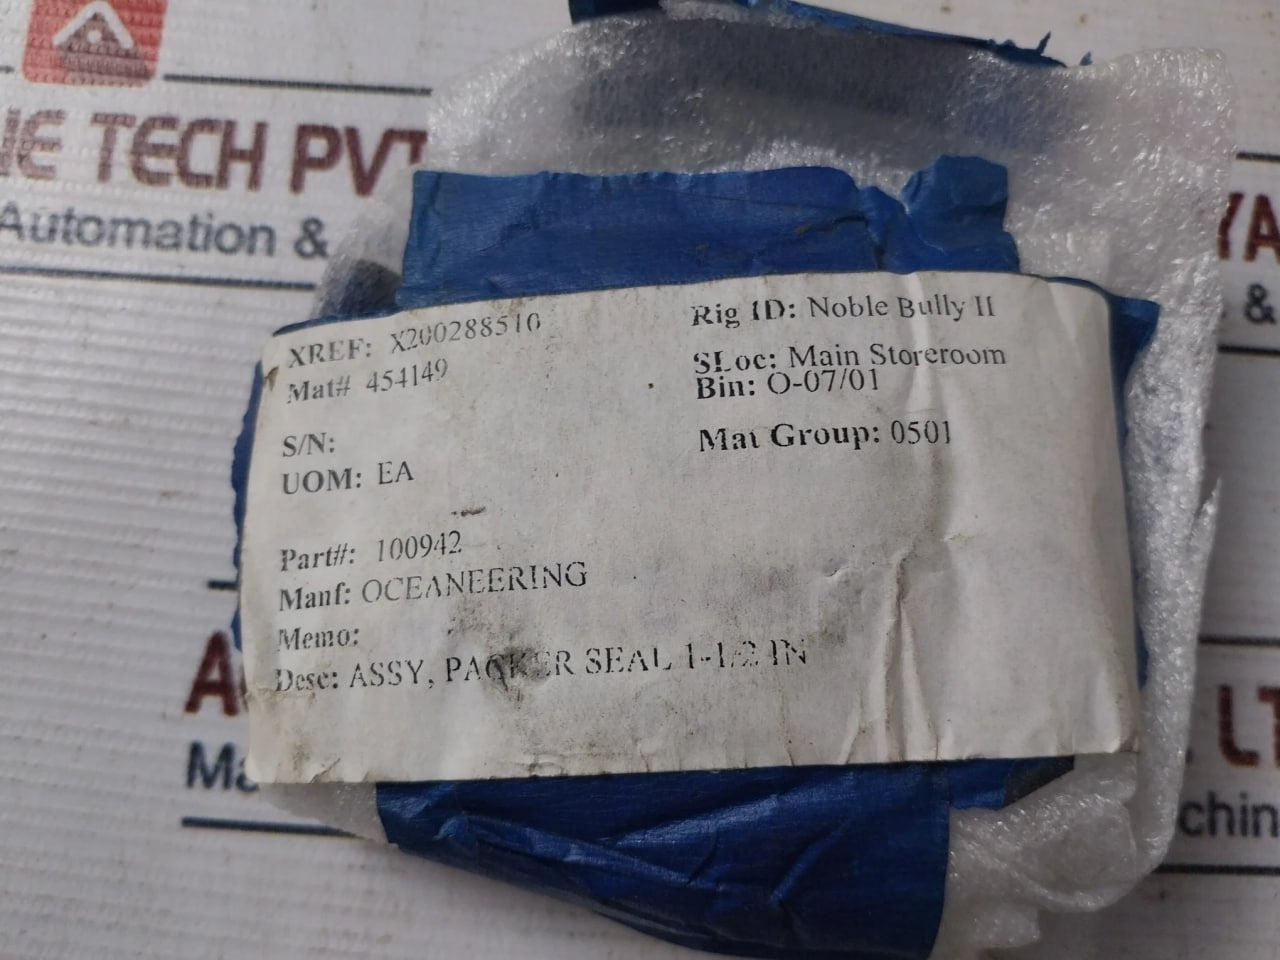 NE TECH PVT
Automation &
YA
&
XREF: X200288510
Mat# 454149
S/N:
UOM: EA
Part#: 100942
Manf: OCEANEERING
Memo:
Desc: ASSY, PACKER SEAL 1-1/2 IN
Rig ID: Noble Bully II
SLoc: Main Storeroom
Bin: O-07/01
Mat Group: 0501
A
Ma
LT
chin